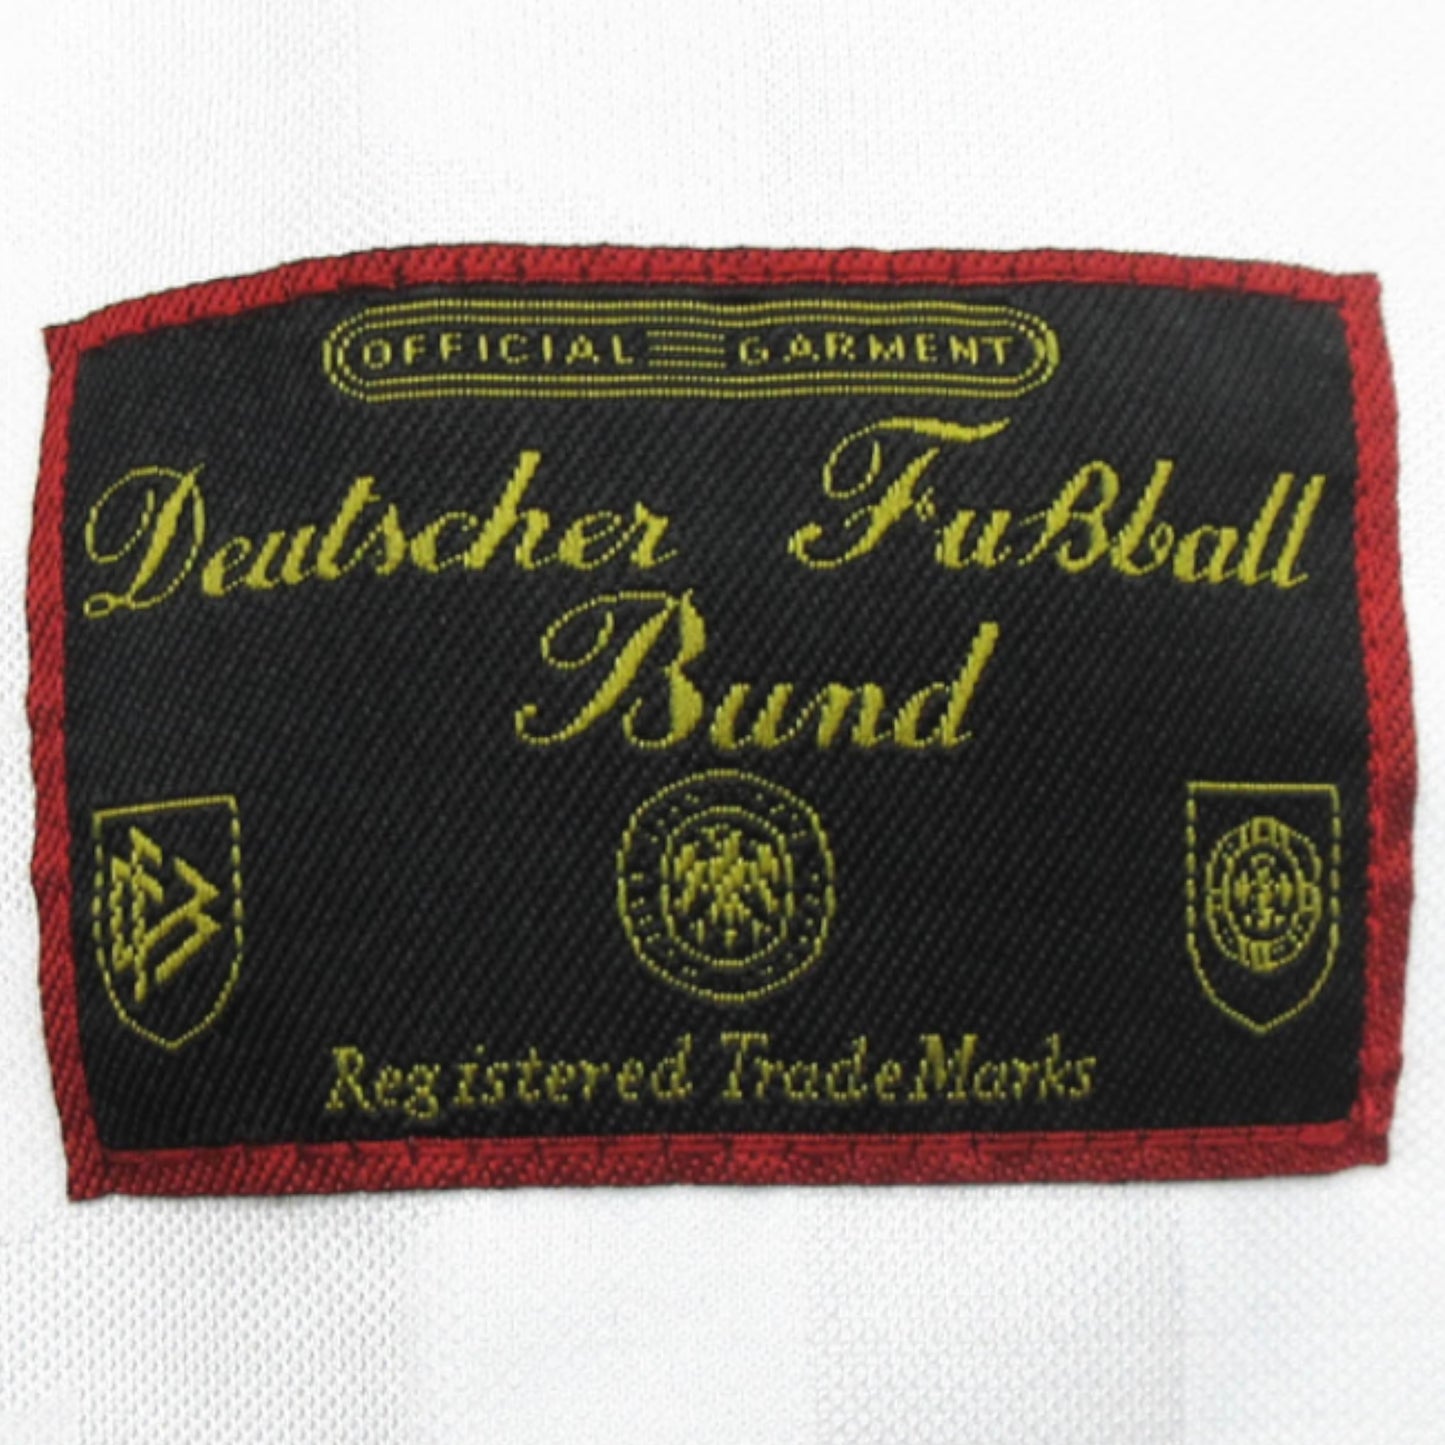 OFFICIAL GARMENT
Deutscher Fußball
Bund
Registered TradeMarks